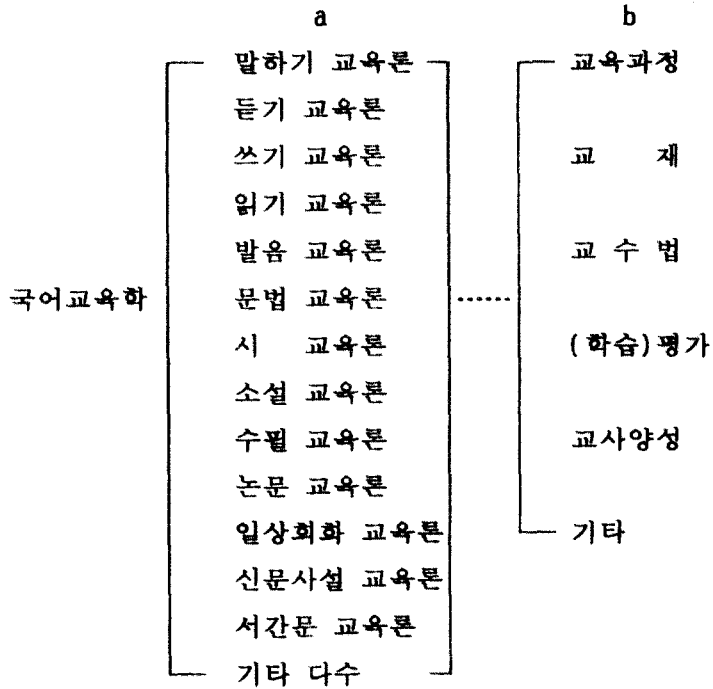 a b
말하기 교육론 교육과정
듣기 교육론
쓰기 교육론 교 재
읽기 교육론
발음 교육론 교 수 법
국어교육학 문법 교육론 ······
시 교육론 (학습)평가
소설 교육론
수필 교육론 교사양성
논문 교육론
일상회화 교육론 기타
신문사설 교육론
서간문 교육론
기타 다수